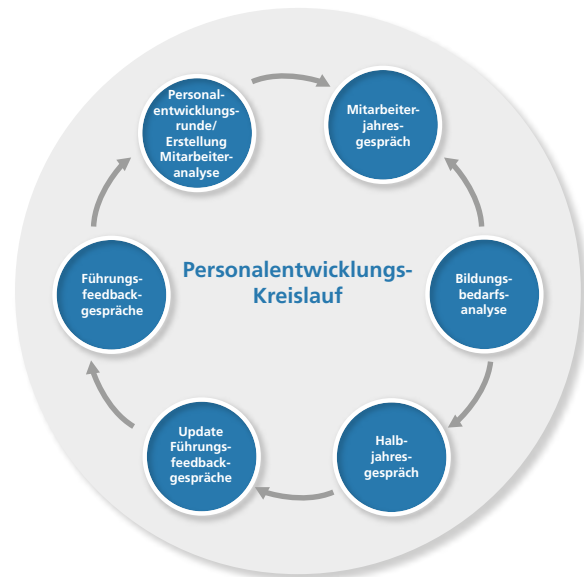 Personal-
entwicklungs-
runde/
Erstellung
Mitarbeiter-
analyse
Mitarbeiter-
jahres-
gespräch
Personalentwicklungs-
Kreislauf
Führungs-
feedback-
gespräche
Bildungs-
bedarfs-
analyse
Update
Führungs-
feedback-
gespräche
Halb-
jahres-
gespräch